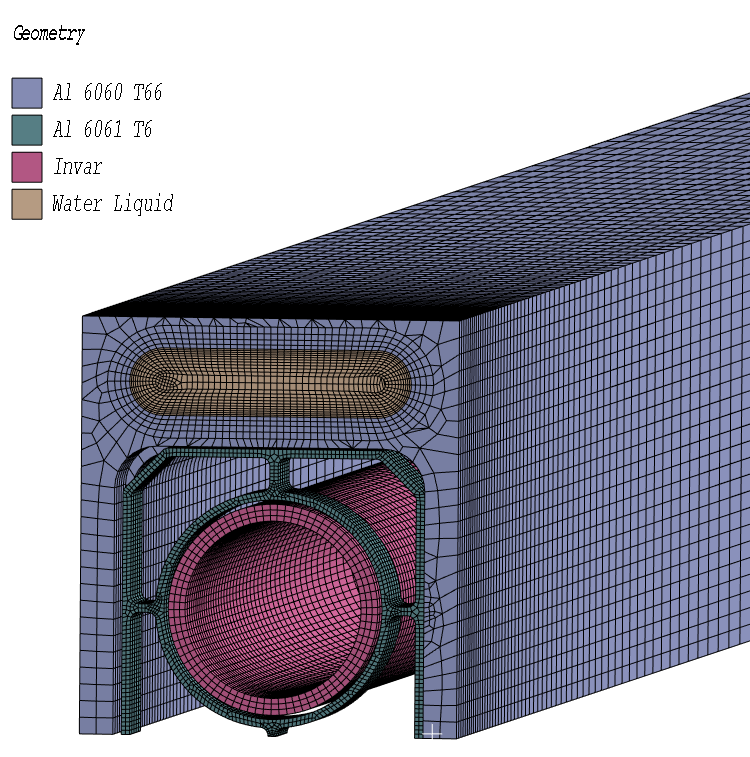 Geometry
Al 6060 T66
Al 6061 T6
Invar
Water Liquid